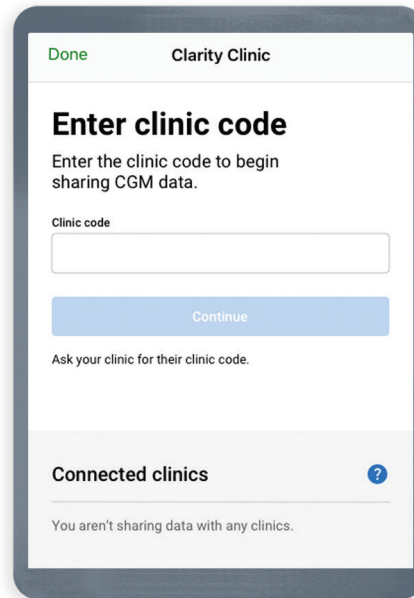 Done Clarity Clinic
Enter clinic code
Enter the clinic code to begin
sharing CGM data.
Clinic code
Continue
Ask your clinic for their clinic code.
Connected clinics ?
You aren't sharing data with any clinics.